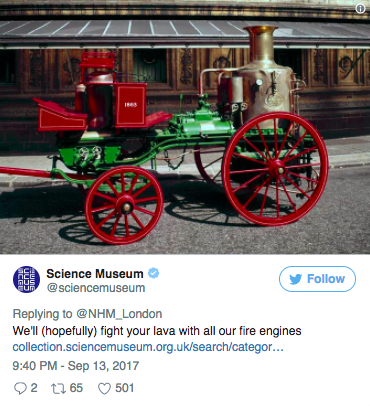 1863
Science Museum
@sciencemuseum
Follow
Replying to @NHM_London
We'll (hopefully) fight your lava with all our fire engines
collection.sciencemuseum.org.uk/search/categor…
9:40 PM - Sep 13, 2017
2 65 501